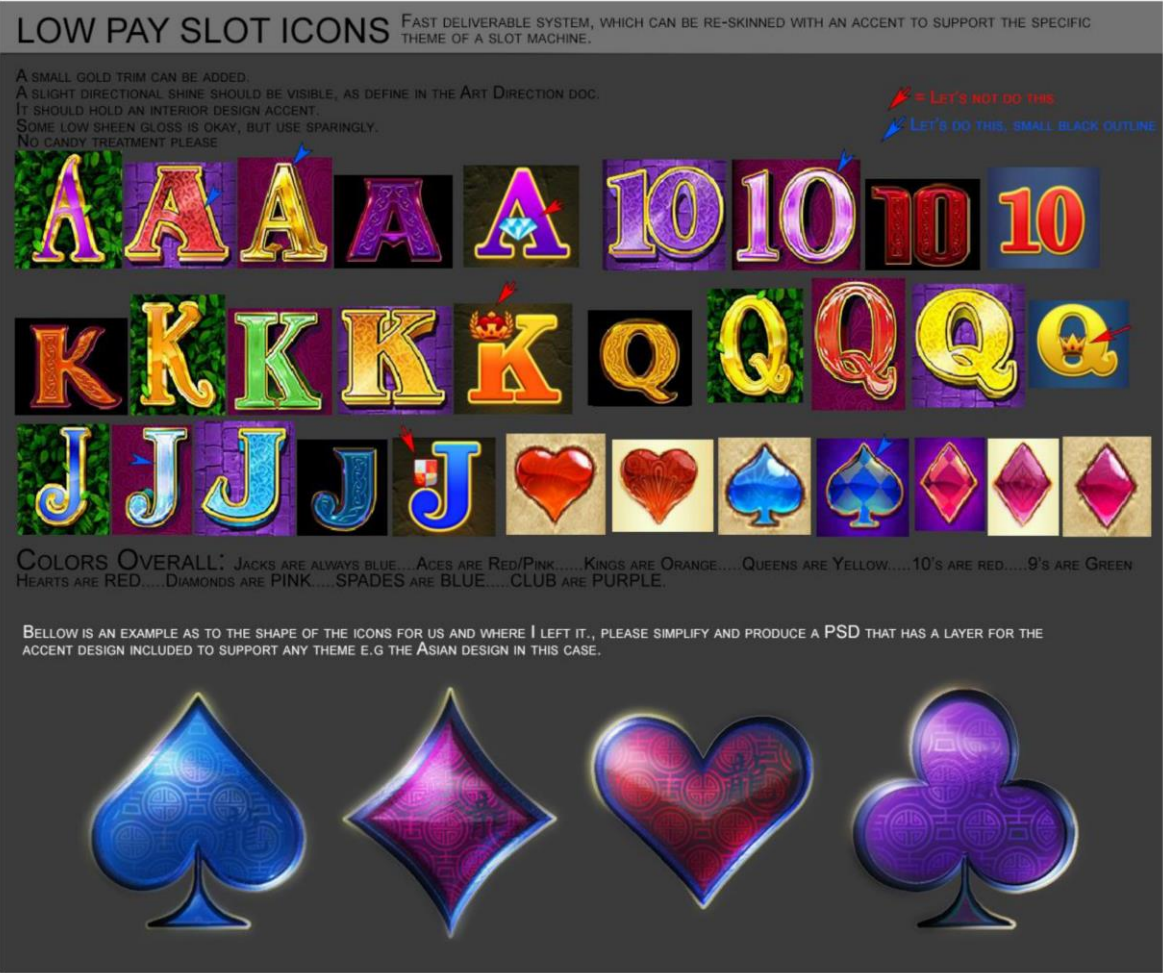 LOW PAY SLOT ICONS
FAST DELIVERABLE SYSTEM, WHICH CAN BE RE-SKINNED WITH AN ACCENT TO SUPPORT THE SPECIFIC
THEME OF A SLOT MACHINE.
A SMALL GOLD TRIM CAN BE ADDED.
A SLIGHT DIRECTIONAL SHINE SHOULD BE VISIBLE, AS DEFINE IN THE ART DIRECTION DOC.
IT SHOULD HOLD AN INTERIOR DESIGN ACCENT.
SOME LOW SHEEN GLOSS IS OKAY, BUT USE SPARINGLY.
NO CANDY TREATMENT PLEASE
= LET'S NOT DO THIS
LET'S DO THIS, SMALL BLACK OUTLINE
A A A A A 10 10 10 10
K K K K K Q Q Q Q Q
J J J J J
COLORS OVERALL: JACKS ARE ALWAYS BLUE....ACES ARE RED/PINK.....KINGS ARE ORANGE.....QUEENS ARE YELLOW.....10'S ARE RED.....9'S ARE GREEN
HEARTS ARE RED.....DIAMONDS ARE PINK.....SPADES ARE BLUE.....CLUB ARE PURPLE.
BELLOW IS AN EXAMPLE AS TO THE SHAPE OF THE ICONS FOR US AND WHERE I LEFT IT., PLEASE SIMPLIFY AND PRODUCE A PSD THAT HAS A LAYER FOR THE
ACCENT DESIGN INCLUDED TO SUPPORT ANY THEME E.G THE ASIAN DESIGN IN THIS CASE.
龍 龍 龍